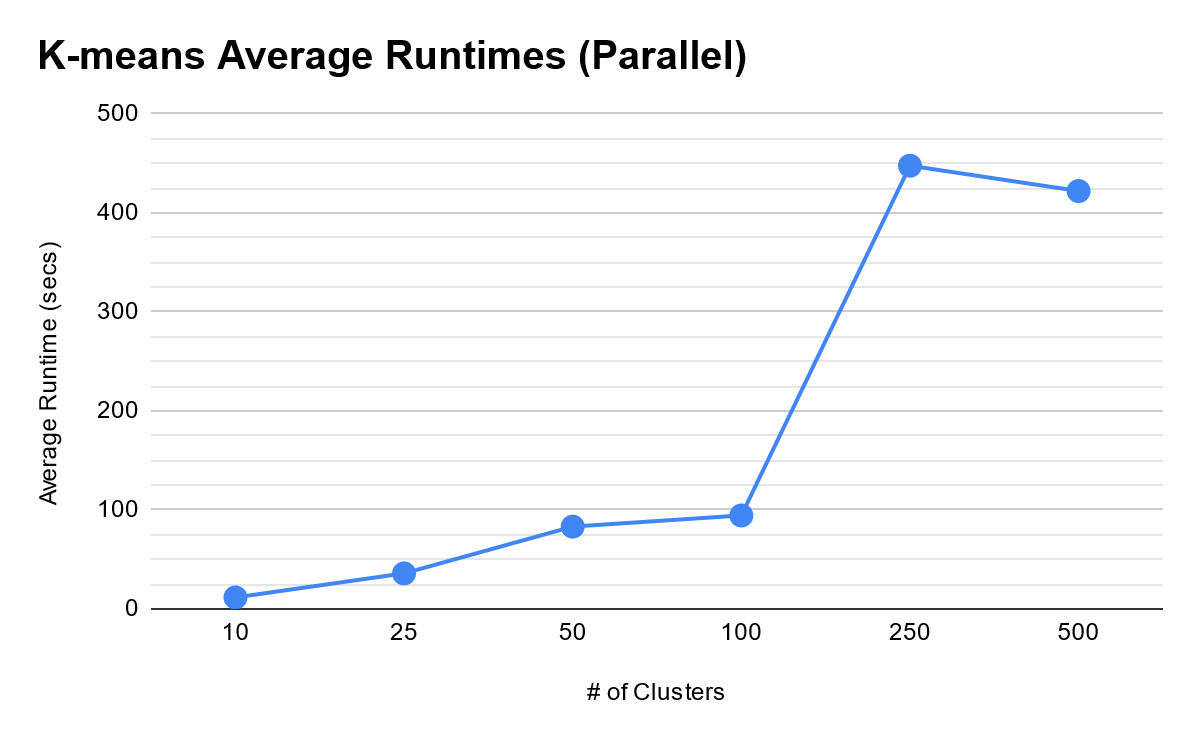 K-means Average Runtimes (Parallel)
500
400
300
200
100
0
Average Runtime (secs)
10 25 50 100 250 500
# of Clusters